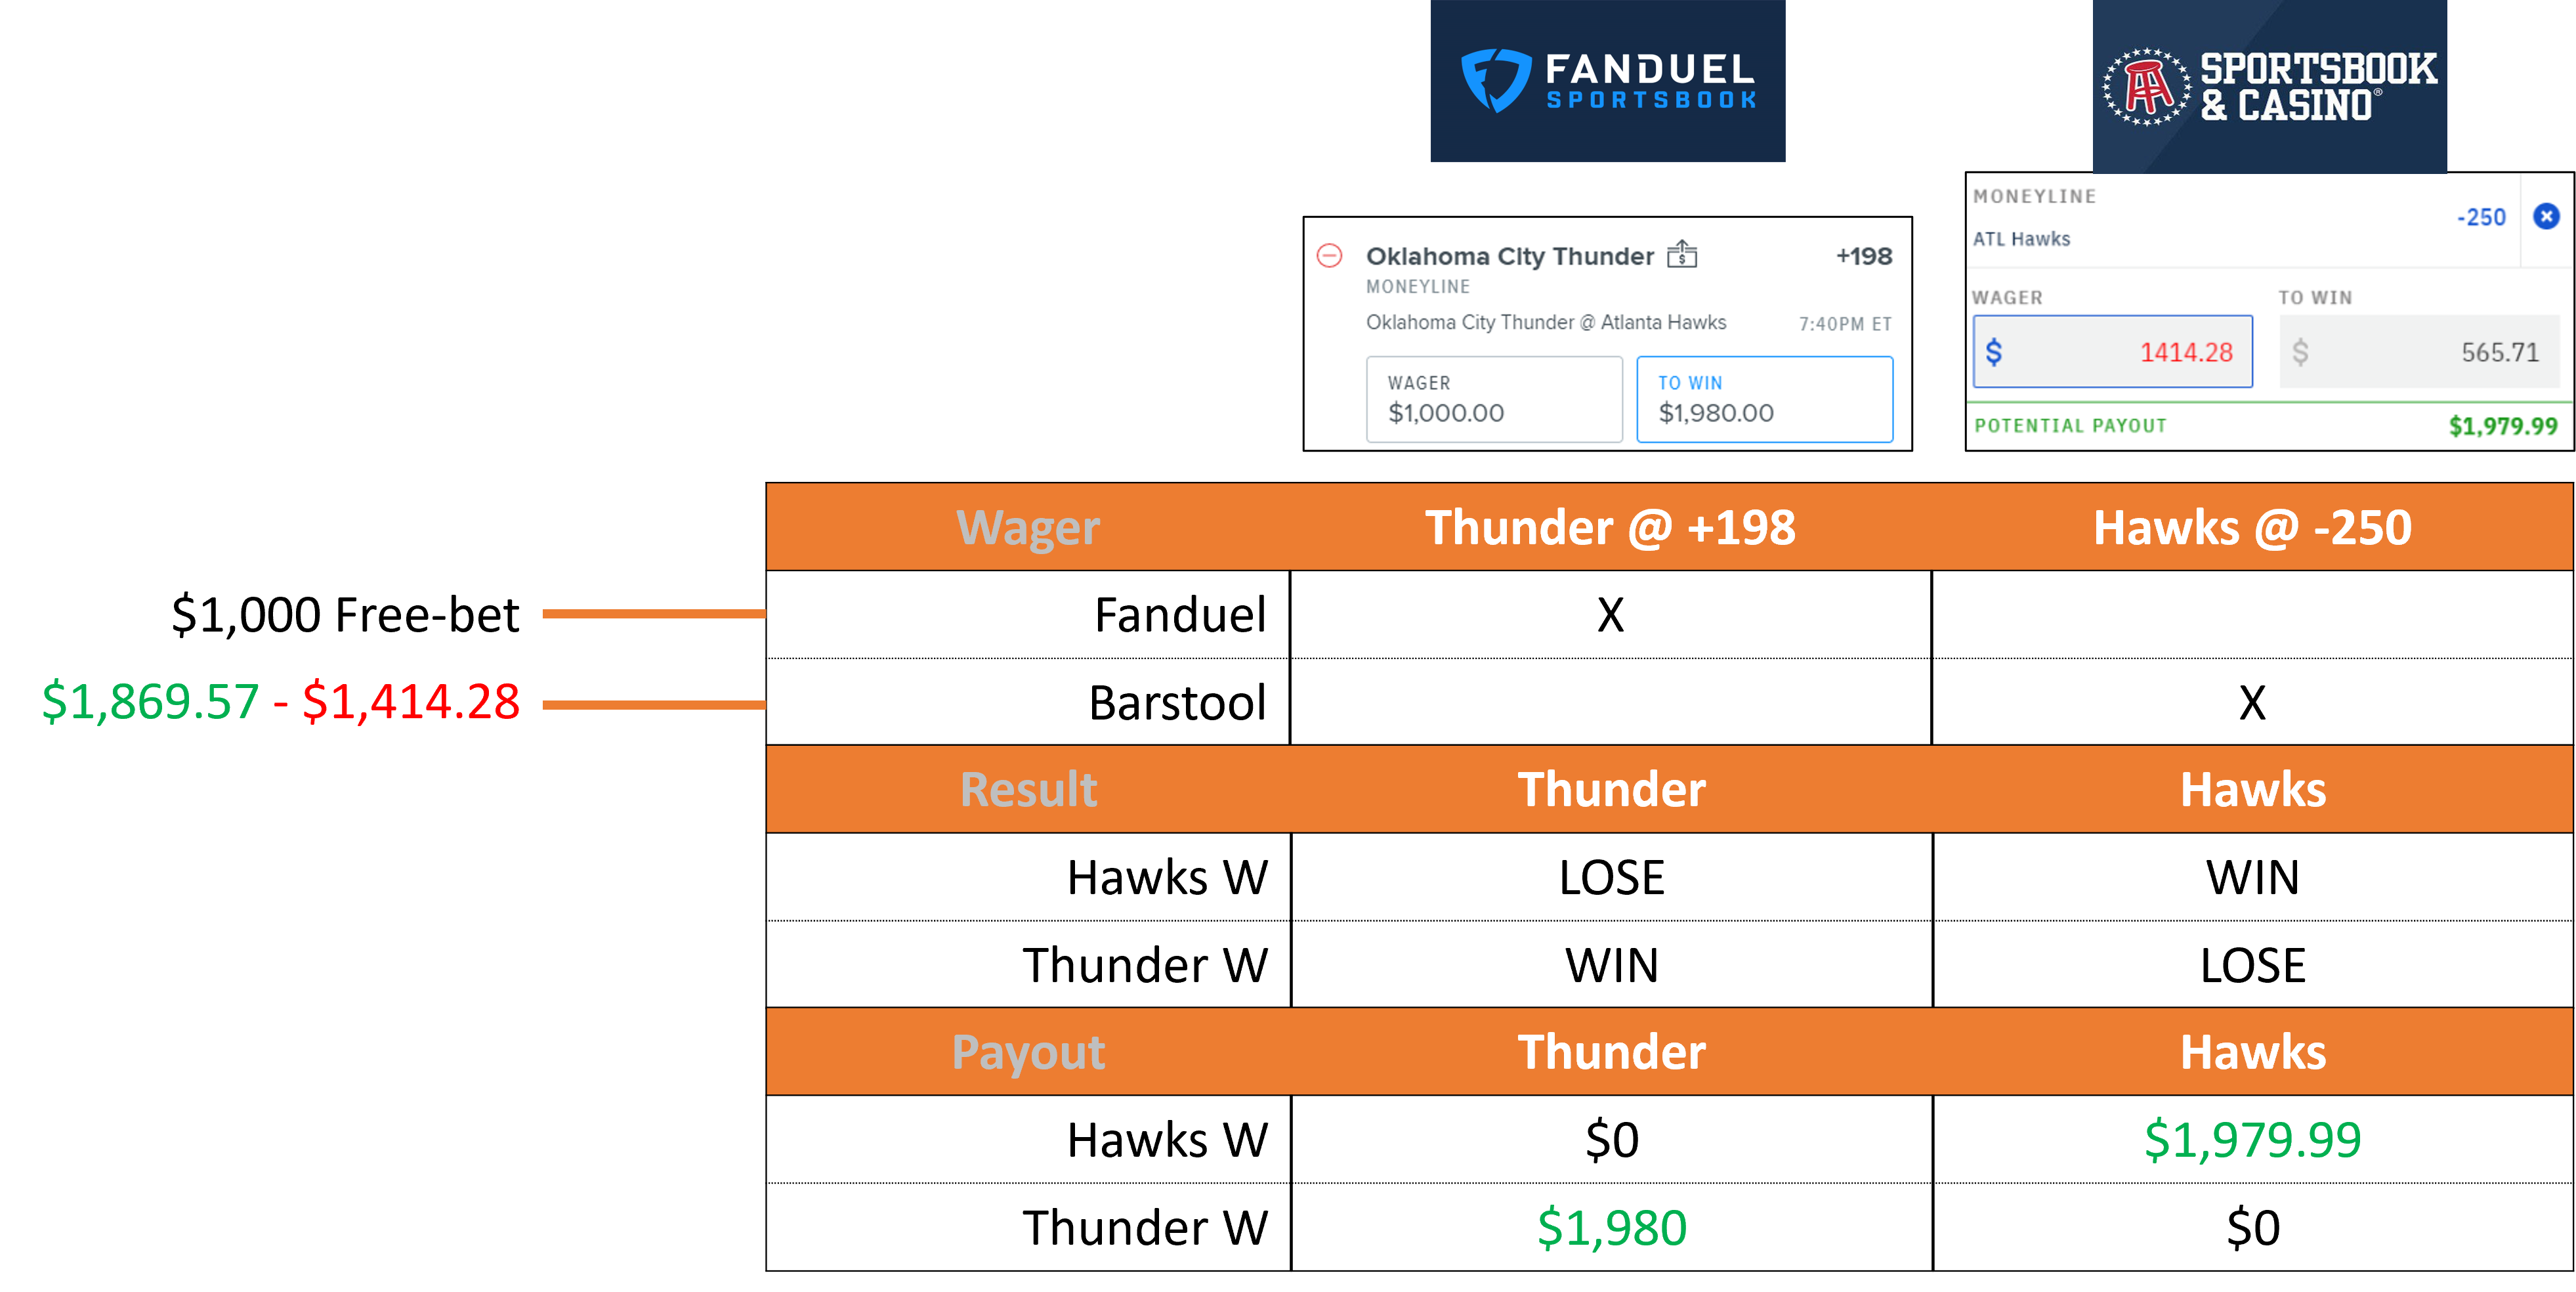 FANDUEL
SPORTSBOOK
SPORTSBOOK
& CASINO®
Oklahoma City Thunder $ +198
MONEYLINE
Oklahoma City Thunder @ Atlanta Hawks 7:40PM ET
WAGER TO WIN
$1,000.00 $1,980.00
MONEYLINE
-250
ATL Hawks
WAGER TO WIN
$ 1414.28 $ 565.71
POTENTIAL PAYOUT $1,979.99
Wager Thunder @ +198 Hawks @ -250
$1,000 Free-bet Fanduel X
$1,869.57 - $1,414.28 Barstool X
Result Thunder Hawks
Hawks W LOSE WIN
Thunder W WIN LOSE
Payout Thunder Hawks
Hawks W $0 $1,979.99
Thunder W $1,980 $0